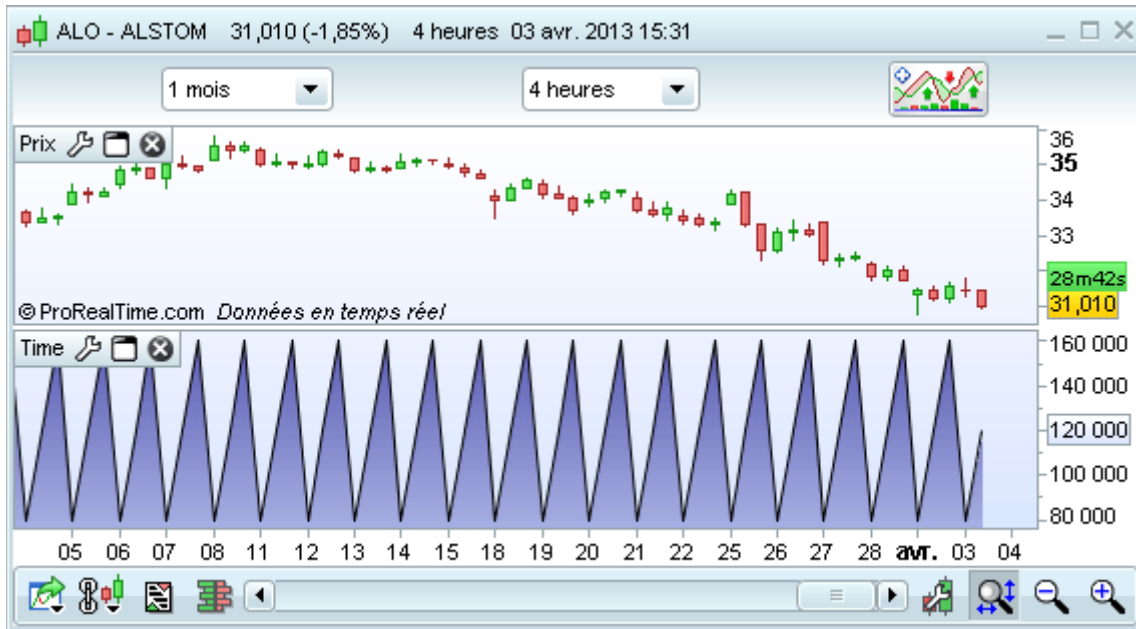 ALO - ALSTOM 31,010 (-1,85%) 4 heures 03 avr. 2013 15:31
1 mois 4 heures
Prix
36
35
34
33
28m42s
31,010
© ProRealTime.com Données en temps réel
Time
160 000
140 000
120 000
100 000
80 000
05 06 07 08 11 12 13 14 15 18 19 20 21 22 25 26 27 28 avr. 03 04